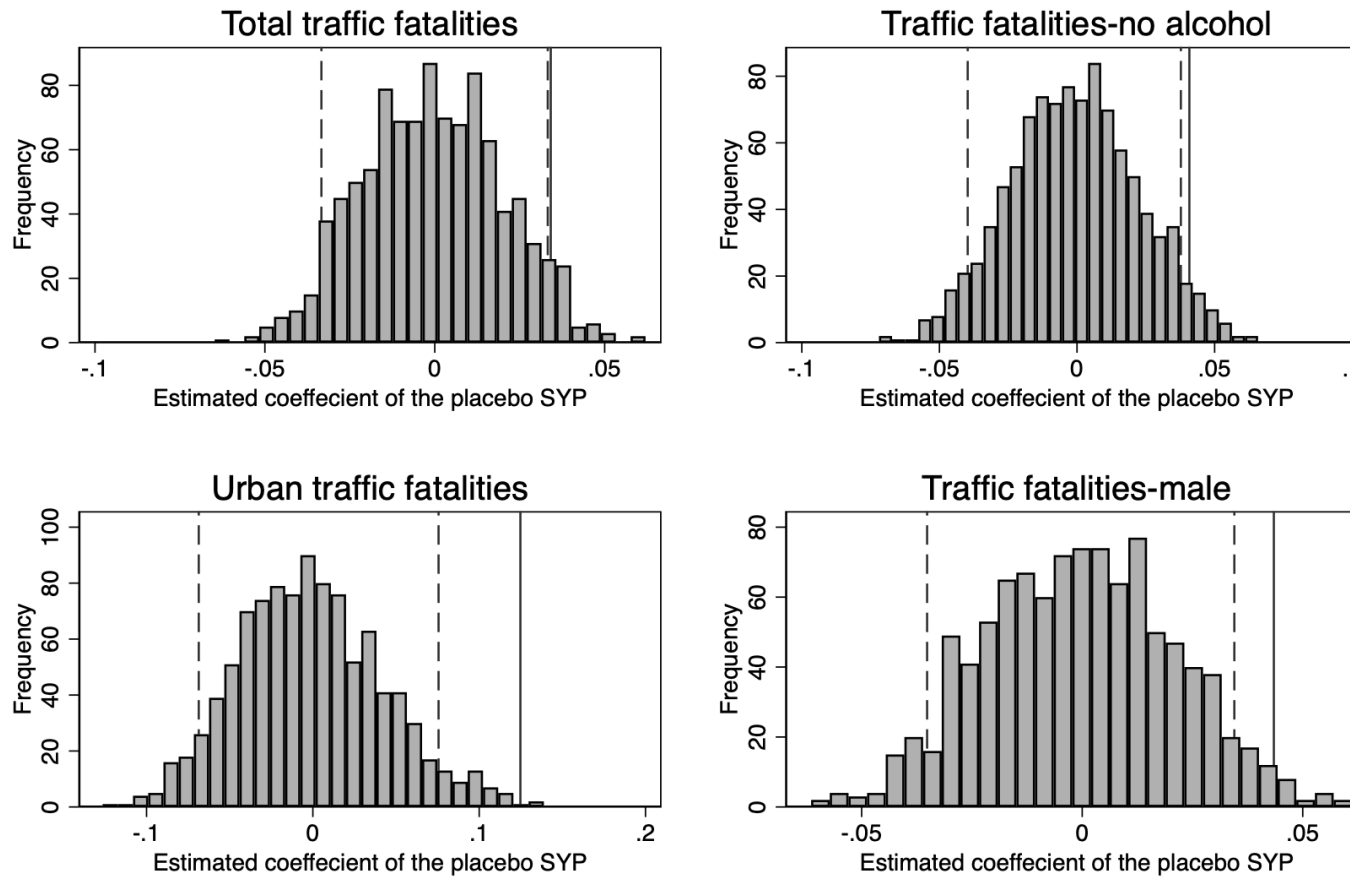 Total traffic fatalities
Frequency
0 20 40 60 80
-.1 -.05 0 .05
Estimated coeffecient of the placebo SYP
Traffic fatalities-no alcohol
Frequency
0 20 40 60 80
-.1 -.05 0 .05
Estimated coeffecient of the placebo SYP
Urban traffic fatalities
Frequency
0 20 40 60 80 100
-.1 0 .1 .2
Estimated coeffecient of the placebo SYP
Traffic fatalities-male
Frequency
0 20 40 60 80
-.05 0 .05
Estimated coeffecient of the placebo SYP